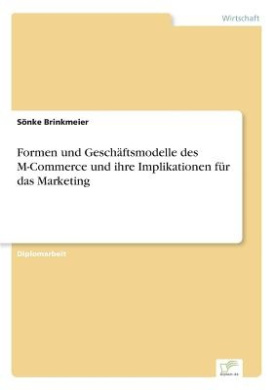 Wirtschaft
Sönke Brinkmeier
Formen und Geschäftsmodelle des
M-Commerce und ihre Implikationen für
das Marketing
Diplomarbeit